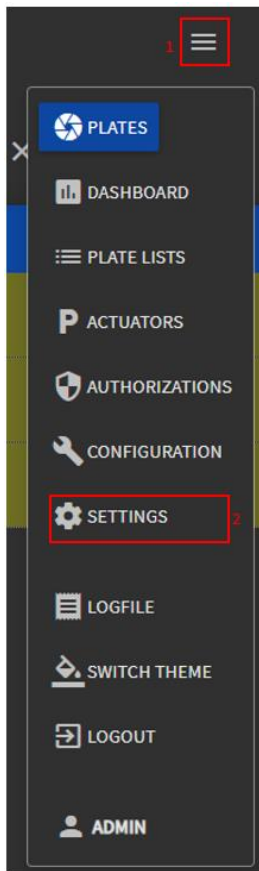 1
PLATES
DASHBOARD
PLATE LISTS
ACTUATORS
AUTHORIZATIONS
CONFIGURATION
SETTINGS 2
LOGFILE
SWITCH THEME
LOGOUT
ADMIN